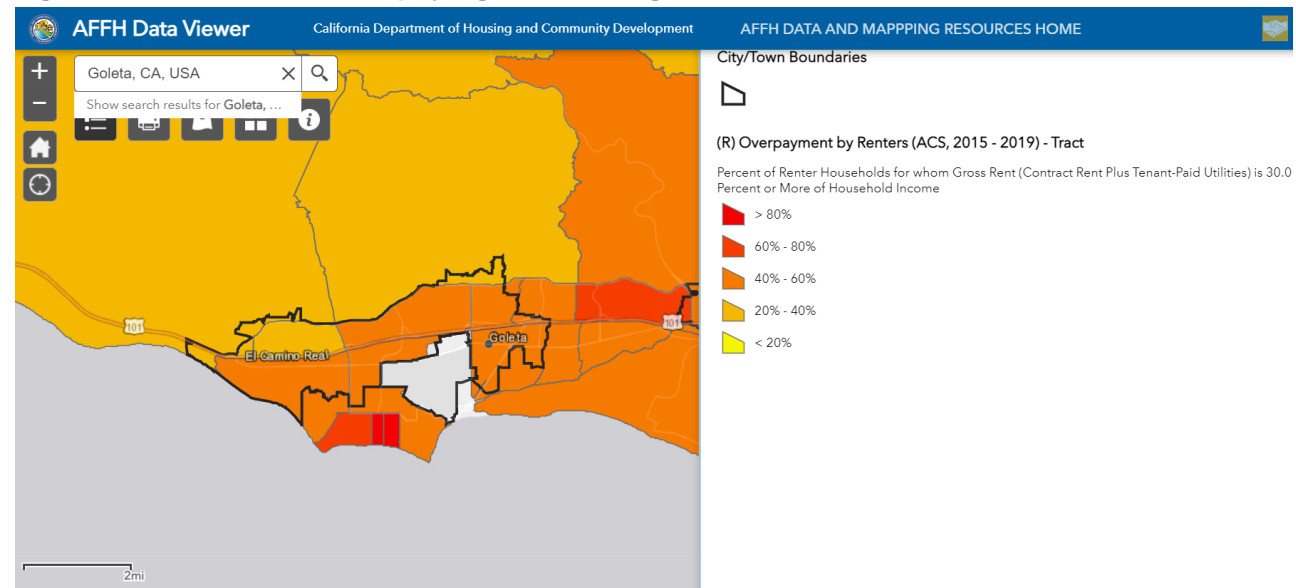 AFFH Data Viewer
California Department of Housing and Community Development
AFFH DATA AND MAPPPING RESOURCES HOME
+
Goleta, CA, USA
−
Show search results for Goleta, ...
City/Town Boundaries
(R) Overpayment by Renters (ACS, 2015 - 2019) - Tract
Percent of Renter Households for whom Gross Rent (Contract Rent Plus Tenant-Paid Utilities) is 30.0
Percent or More of Household Income
> 80%
60% - 80%
40% - 60%
20% - 40%
< 20%
101
101
Goleta
El Camino Real
2mi